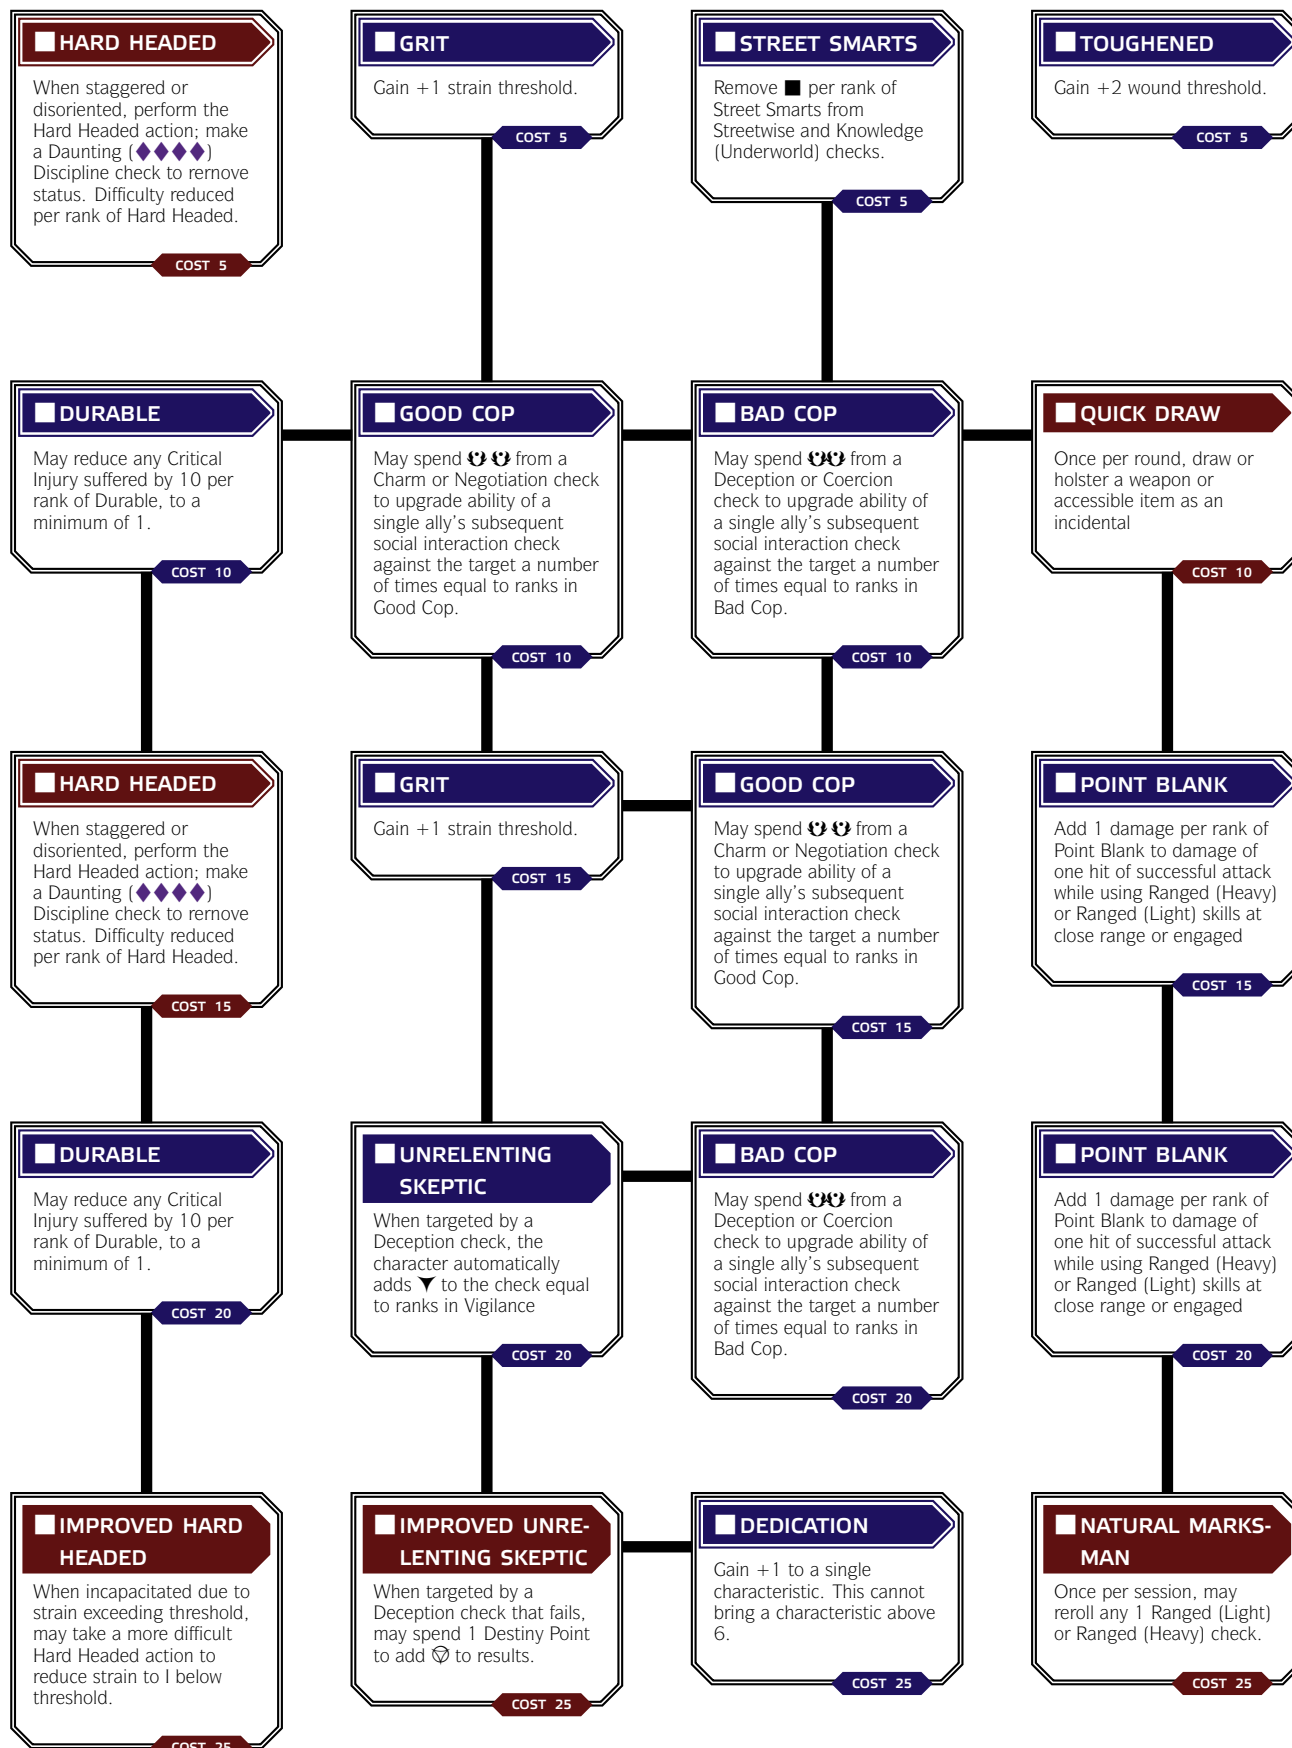 HARD HEADED
When staggered or
disoriented, perform the
Hard Headed action; make
a Daunting (◆◆◆◆)
Discipline check to remove
status. Difficulty reduced
per rank of Hard Headed.
COST 5
GRIT
Gain +1 strain threshold.
COST 5
STREET SMARTS
Remove ■ per rank of
Street Smarts from
Streetwise and Knowledge
(Underworld) checks.
COST 5
TOUGHENED
Gain +2 wound threshold.
COST 5
DURABLE
May reduce any Critical
Injury suffered by 10 per
rank of Durable, to a
minimum of 1.
COST 10
GOOD COP
May spend from a
Charm or Negotiation check
to upgrade ability of a
single ally's subsequent
social interaction check
against the target a number
of times equal to ranks in
Good Cop.
COST 10
BAD COP
May spend from a
Deception or Coercion
check to upgrade ability of
a single ally's subsequent
social interaction check
against the target a number
of times equal to ranks in
Bad Cop.
COST 10
QUICK DRAW
Once per round, draw or
holster a weapon or
accessible item as an
incidental
COST 10
HARD HEADED
When staggered or
disoriented, perform the
Hard Headed action; make
a Daunting (◆◆◆◆)
Discipline check to remove
status. Difficulty reduced
per rank of Hard Headed.
COST 15
GRIT
Gain +1 strain threshold.
COST 15
GOOD COP
May spend from a
Charm or Negotiation check
to upgrade ability of a
single ally's subsequent
social interaction check
against the target a number
of times equal to ranks in
Good Cop.
COST 15
POINT BLANK
Add 1 damage per rank of
Point Blank to damage of
one hit of successful attack
while using Ranged (Heavy)
or Ranged (Light) skills at
close range or engaged
COST 15
DURABLE
May reduce any Critical
Injury suffered by 10 per
rank of Durable, to a
minimum of 1.
COST 20
UNRELENTING
SKEPTIC
When targeted by a
Deception check, the
character automatically
adds to the check equal
to ranks in Vigilance
COST 20
BAD COP
May spend from a
Deception or Coercion
check to upgrade ability of
a single ally's subsequent
social interaction check
against the target a number
of times equal to ranks in
Bad Cop.
COST 20
POINT BLANK
Add 1 damage per rank of
Point Blank to damage of
one hit of successful attack
while using Ranged (Heavy)
or Ranged (Light) skills at
close range or engaged
COST 20
IMPROVED HARD
HEADED
When incapacitated due to
strain exceeding threshold,
may take a more difficult
Hard Headed action to
reduce strain to I below
threshold.
COST 25
IMPROVED UNRE-
LENTING SKEPTIC
When targeted by a
Deception check that fails,
may spend 1 Destiny Point
to add to results.
COST 25
DEDICATION
Gain +1 to a single
characteristic. This cannot
bring a characteristic above
6.
COST 25
NATURAL MARKS-
MAN
Once per session, may
reroll any 1 Ranged (Light)
or Ranged (Heavy) check.
COST 25